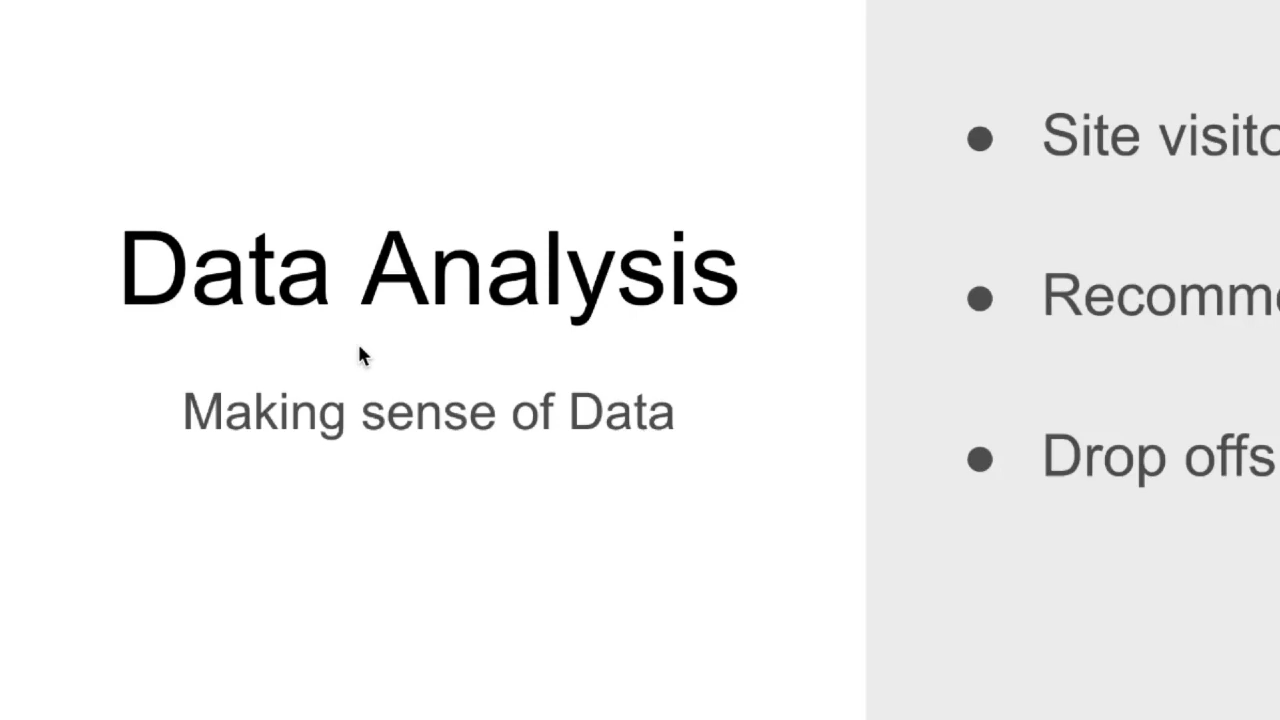 Data Analysis
Making sense of Data
● Site
● Drop offs